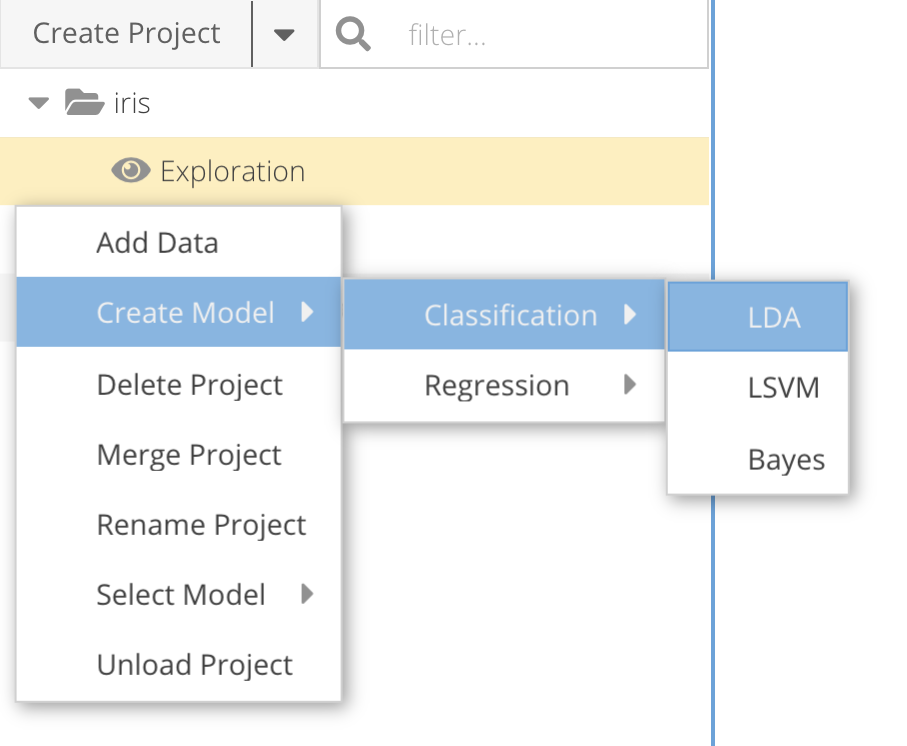 Create Project
filter...
iris
Exploration
Add Data
Create Model
Classification
LDA
Delete Project
Regression
LSVM
Merge Project
Bayes
Rename Project
Select Model
Unload Project